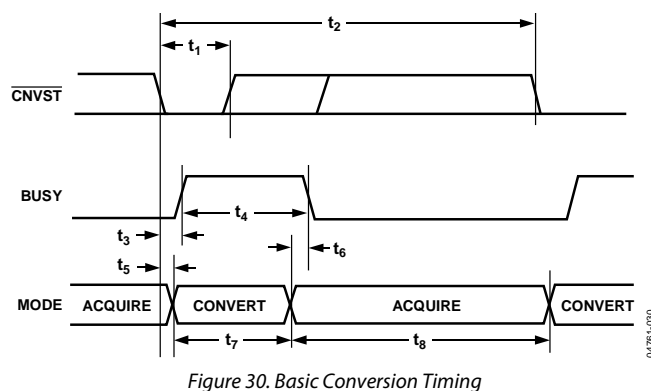 t2
t1
CNVST
BUSY
t4
t3
t6
t5
MODE
ACQUIRE
CONVERT
ACQUIRE
CONVERT
t7
t8
04761-030
Figure 30. Basic Conversion Timing